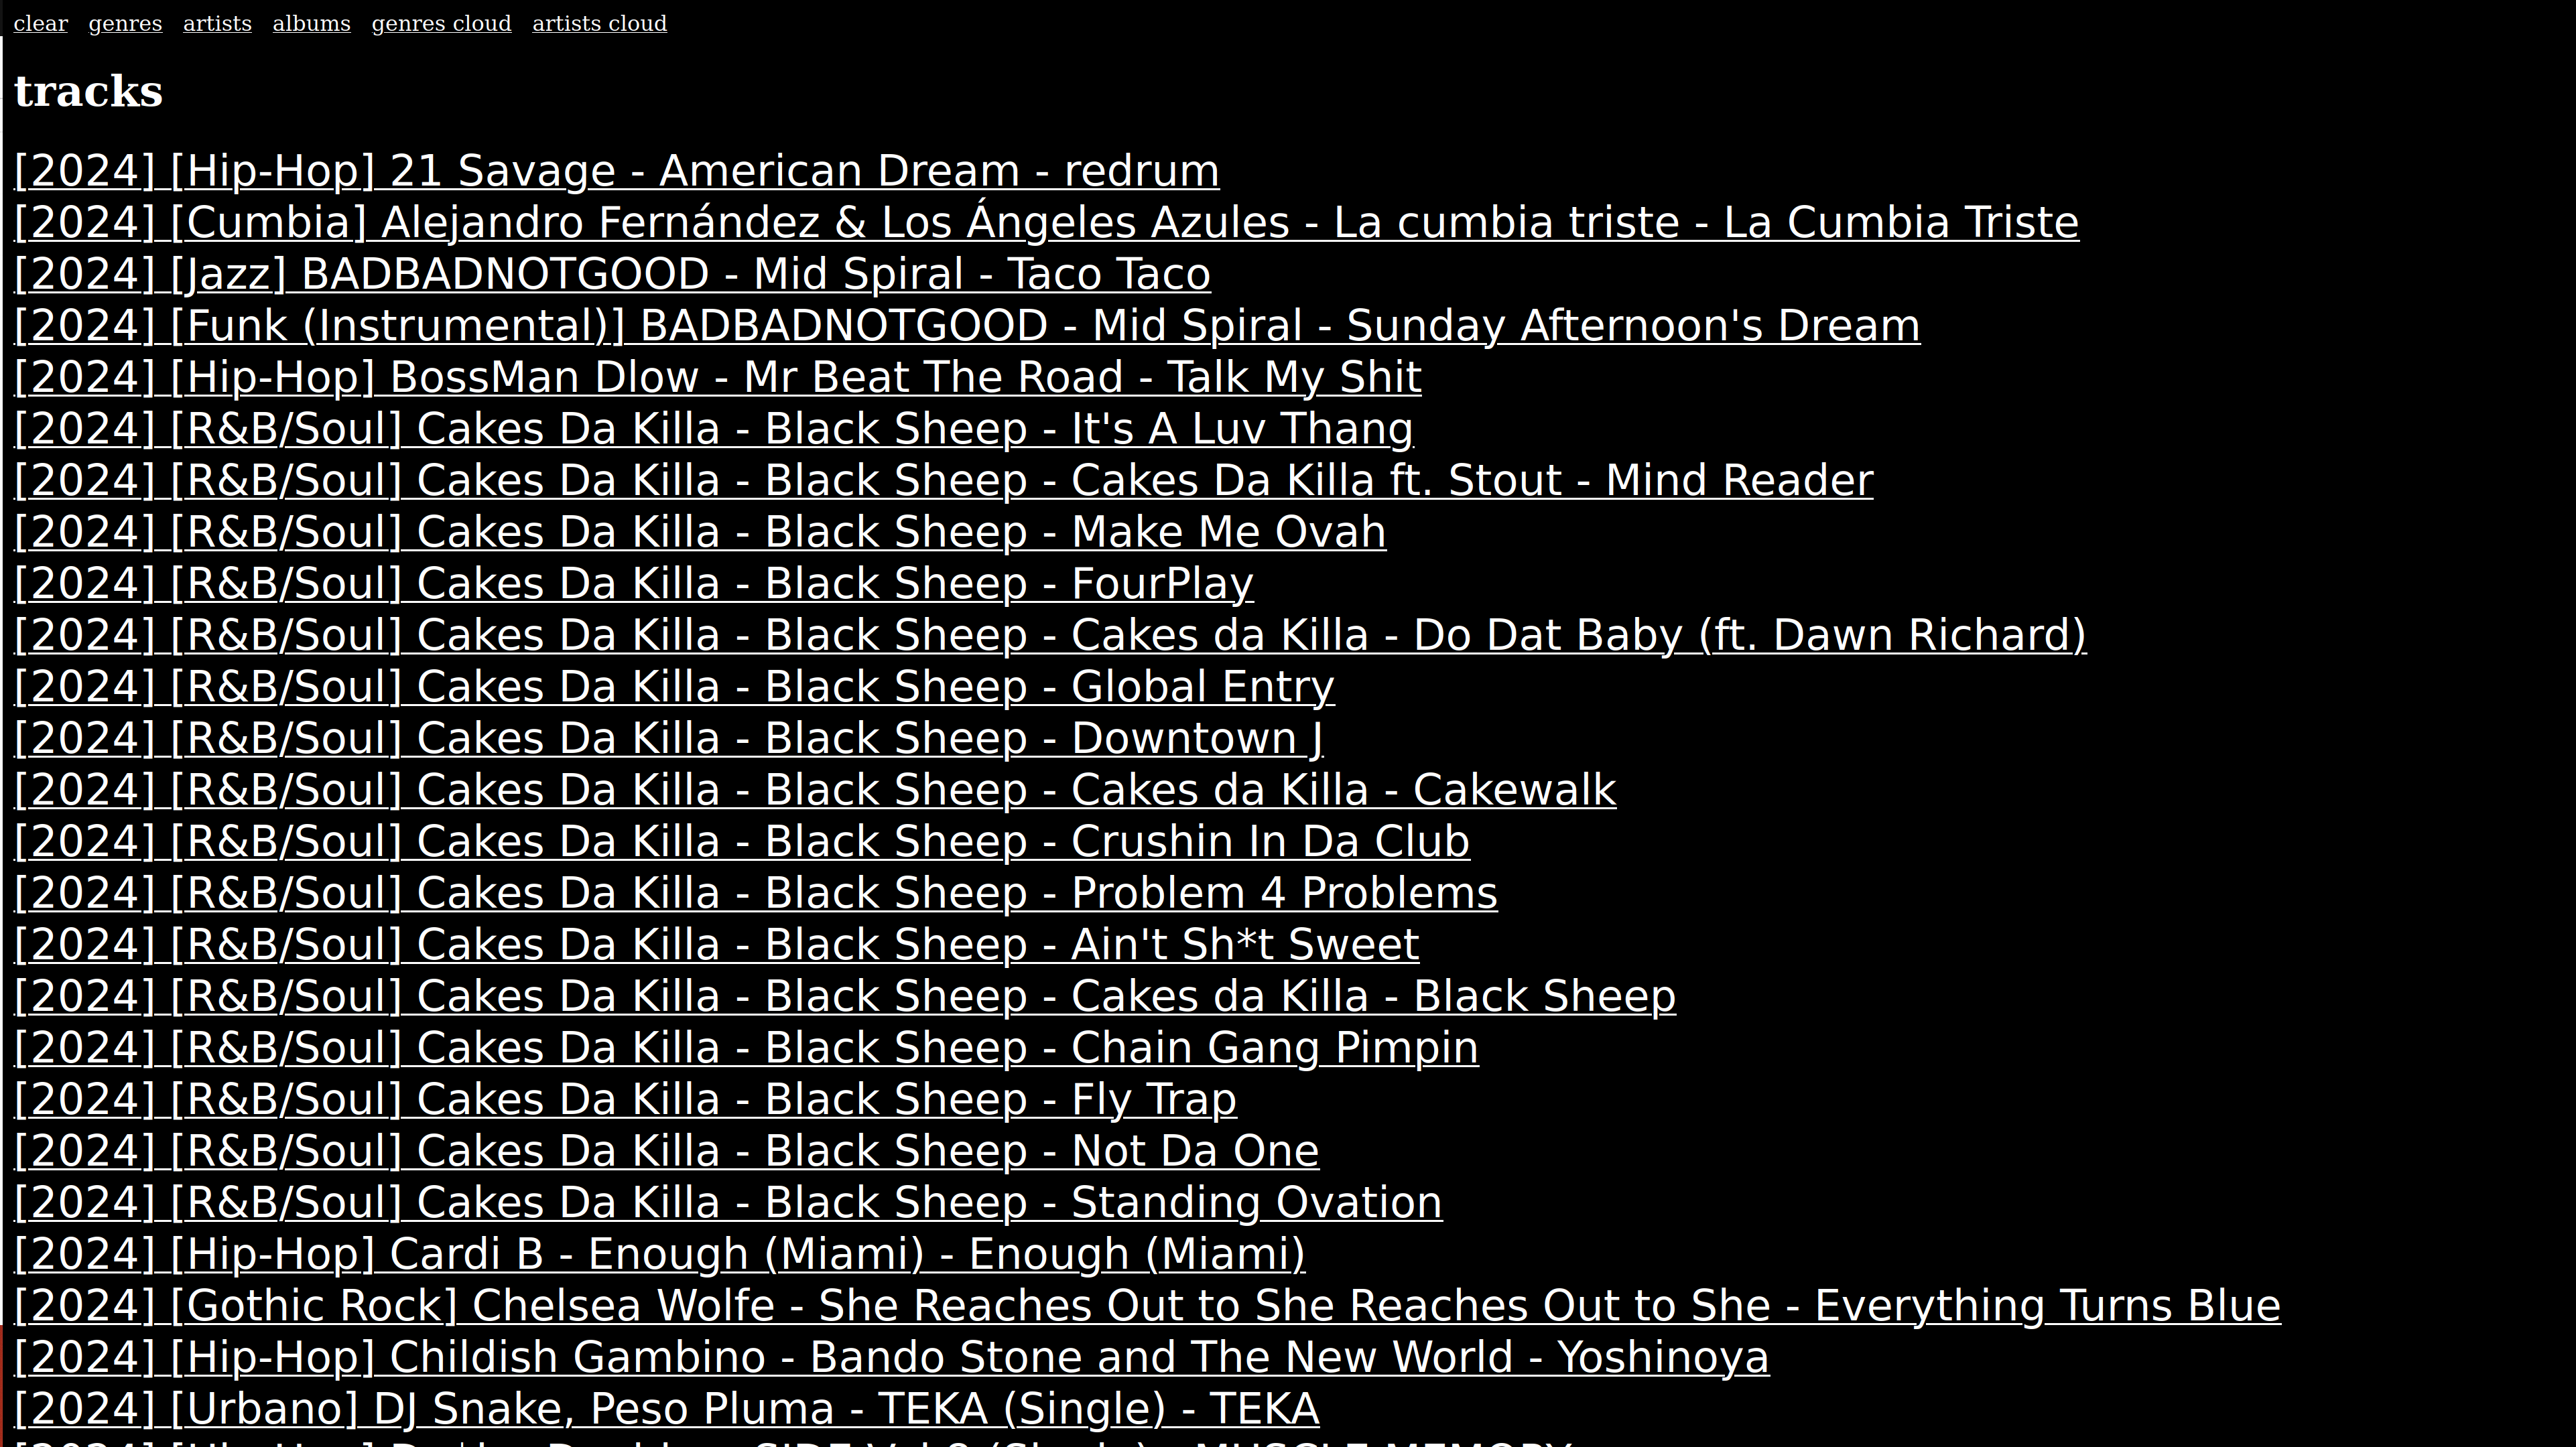 clear genres artists albums genres cloud artists cloud
tracks
[2024] [Hip-Hop] 21 Savage - American Dream - redrum
[2024] [Cumbia] Alejandro Fernández & Los Ángeles Azules - La cumbia triste - La Cumbia Triste
[2024] [Jazz] BADBADNOTGOOD - Mid Spiral - Taco Taco
[2024] [Funk (Instrumental)] BADBADNOTGOOD - Mid Spiral - Sunday Afternoon's Dream
[2024] [Hip-Hop] BossMan Dlow - Mr Beat The Road - Talk My Shit
[2024] [R&B/Soul] Cakes Da Killa - Black Sheep - It's A Luv Thang
[2024] [R&B/Soul] Cakes Da Killa - Black Sheep - Cakes Da Killa ft. Stout - Mind Reader
[2024] [R&B/Soul] Cakes Da Killa - Black Sheep - Make Me Ovah
[2024] [R&B/Soul] Cakes Da Killa - Black Sheep - FourPlay
[2024] [R&B/Soul] Cakes Da Killa - Black Sheep - Cakes da Killa - Do Dat Baby (ft. Dawn Richard)
[2024] [R&B/Soul] Cakes Da Killa - Black Sheep - Global Entry
[2024] [R&B/Soul] Cakes Da Killa - Black Sheep - Downtown J
[2024] [R&B/Soul] Cakes Da Killa - Black Sheep - Cakes da Killa - Cakewalk
[2024] [R&B/Soul] Cakes Da Killa - Black Sheep - Crushin In Da Club
[2024] [R&B/Soul] Cakes Da Killa - Black Sheep - Problem 4 Problems
[2024] [R&B/Soul] Cakes Da Killa - Black Sheep - Ain't Sh*t Sweet
[2024] [R&B/Soul] Cakes Da Killa - Black Sheep - Cakes da Killa - Black Sheep
[2024] [R&B/Soul] Cakes Da Killa - Black Sheep - Chain Gang Pimpin
[2024] [R&B/Soul] Cakes Da Killa - Black Sheep - Fly Trap
[2024] [R&B/Soul] Cakes Da Killa - Black Sheep - Not Da One
[2024] [R&B/Soul] Cakes Da Killa - Black Sheep - Standing Ovation
[2024] [Hip-Hop] Cardi B - Enough (Miami) - Enough (Miami)
[2024] [Gothic Rock] Chelsea Wolfe - She Reaches Out to She Reaches Out to She - Everything Turns Blue
[2024] [Hip-Hop] Childish Gambino - Bando Stone and The New World - Yoshinoya
[2024] [Urbano] DJ Snake, Peso Pluma - TEKA (Single) - TEKA